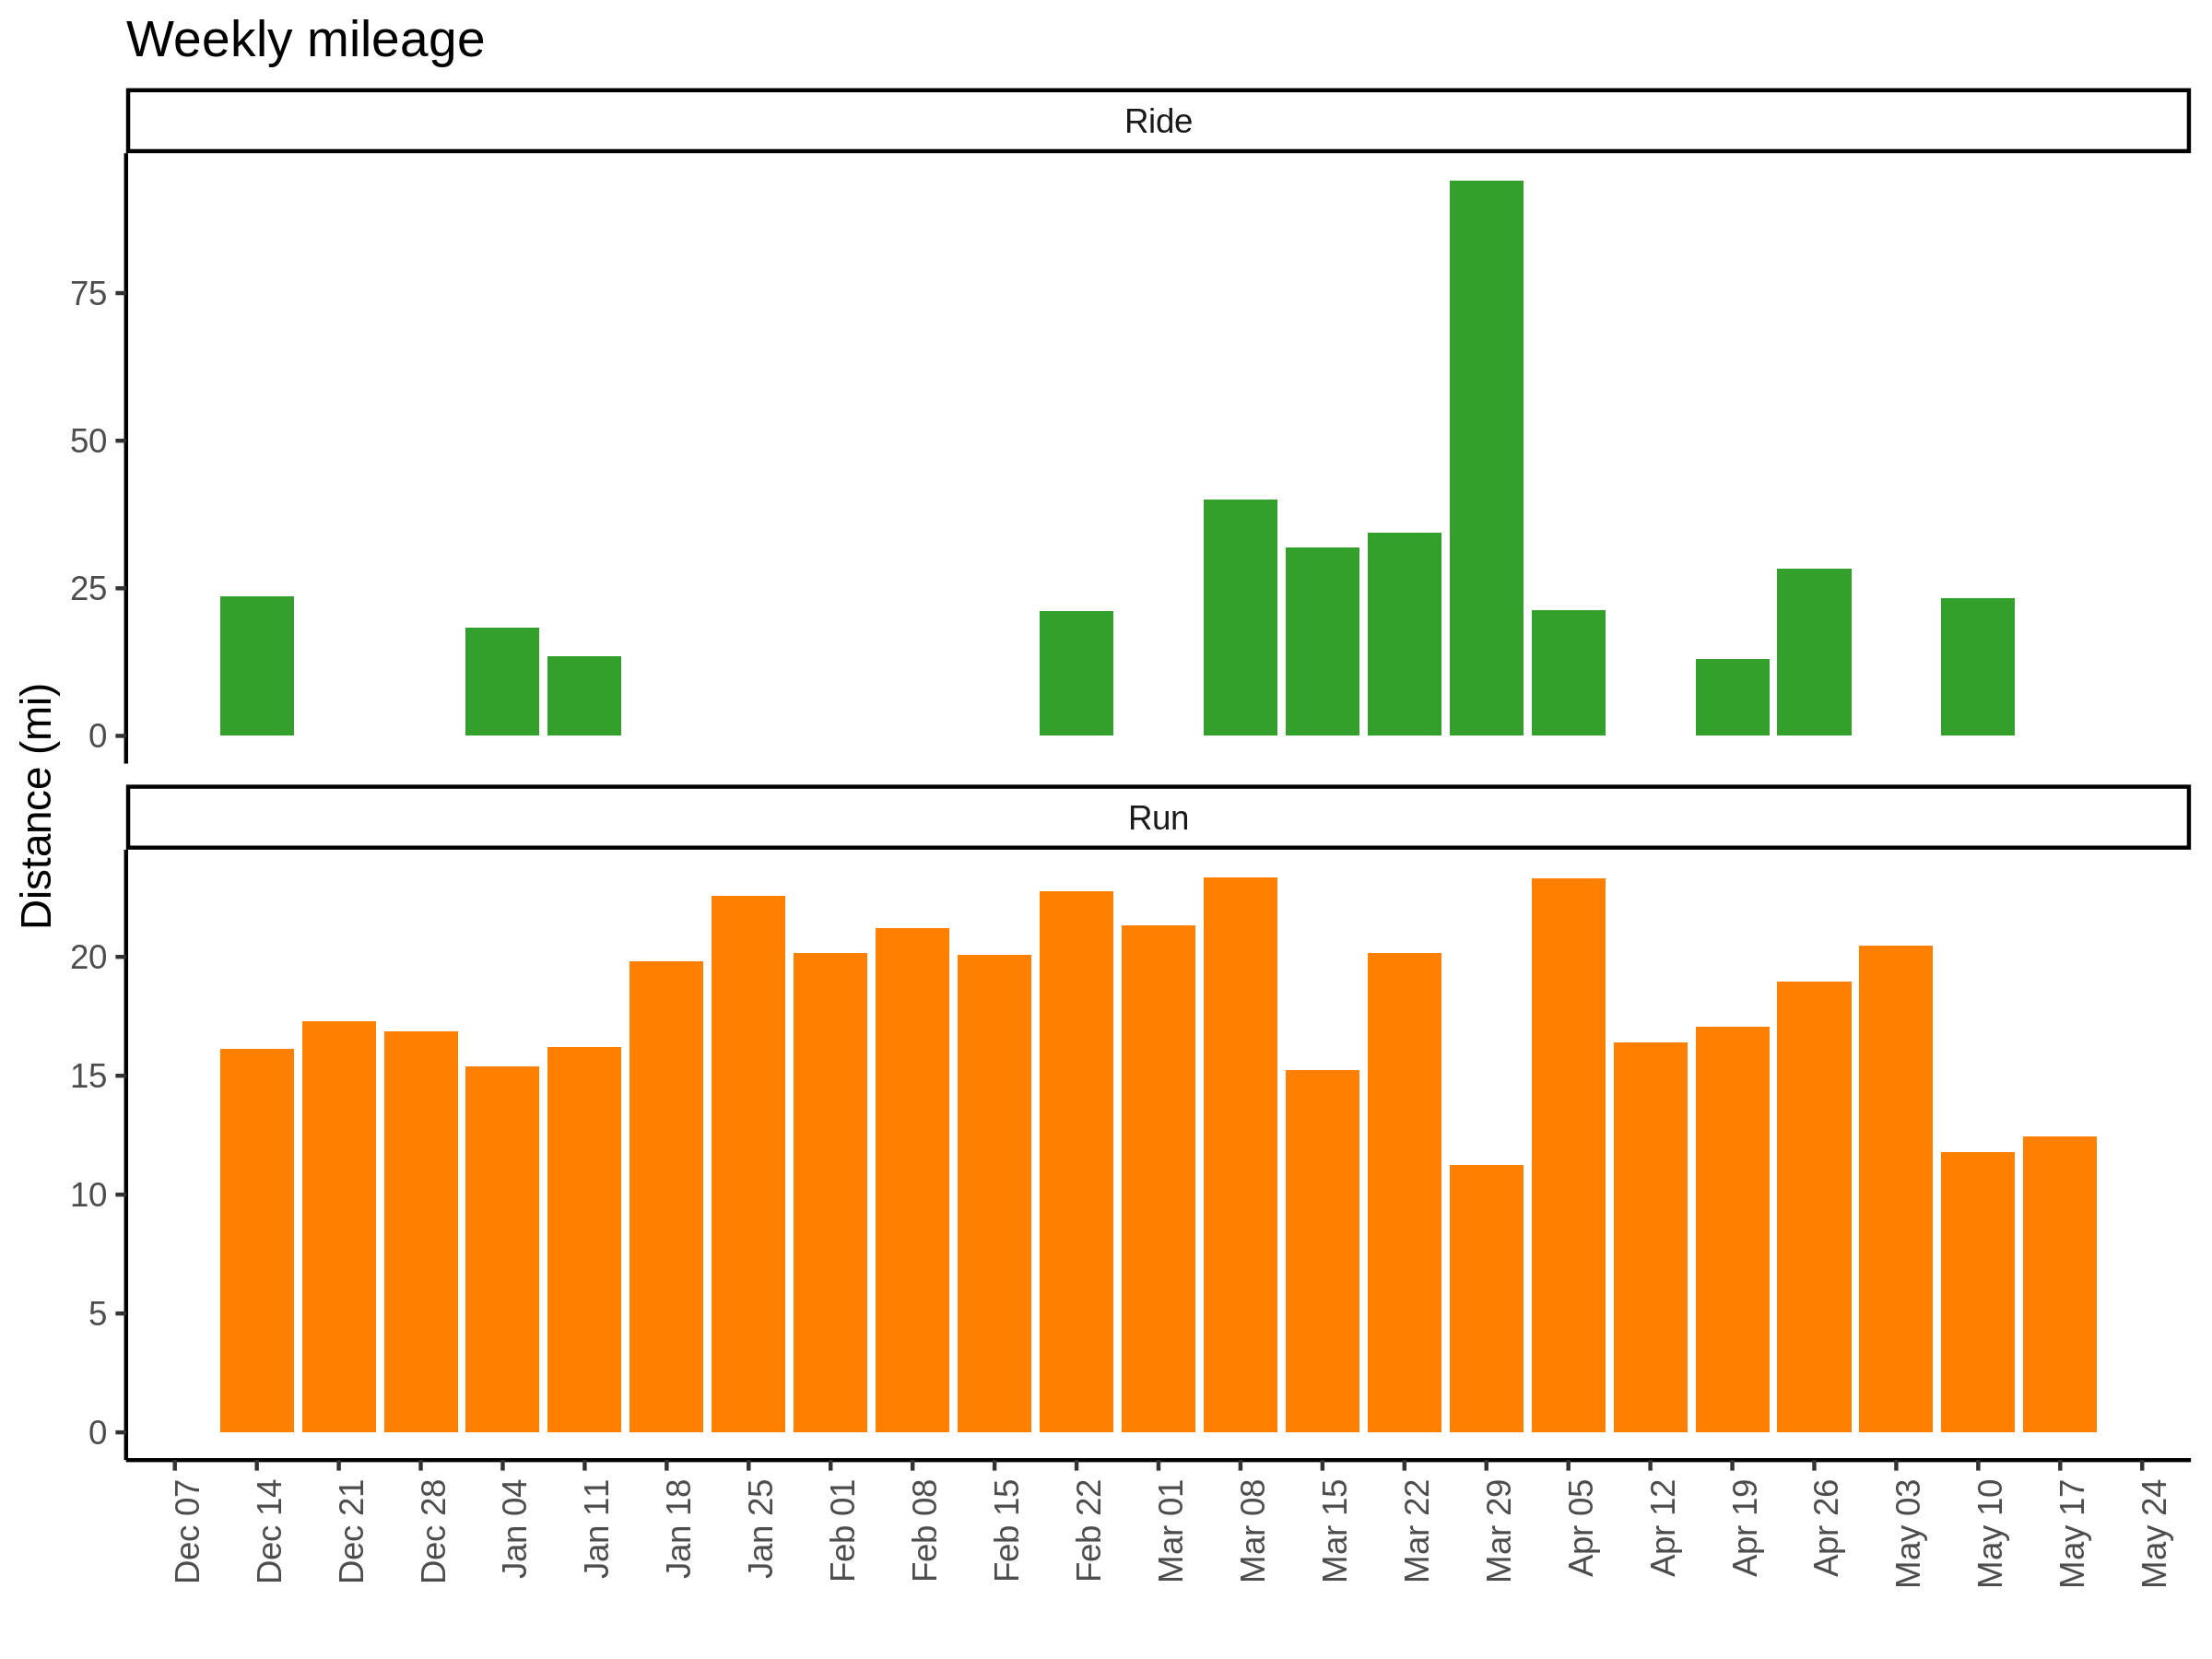 Weekly mileage
Ride
75
50
25
0
Distance (mi)
Run
20
15
10
5
0
Dec 07
Dec 14
Dec 21
Dec 28
Jan 04
Jan 11
Jan 18
Jan 25
Feb 01
Feb 08
Feb 15
Feb 22
Mar 01
Mar 08
Mar 15
Mar 22
Mar 29
Apr 05
Apr 12
Apr 19
Apr 26
May 03
May 10
May 17
May 24